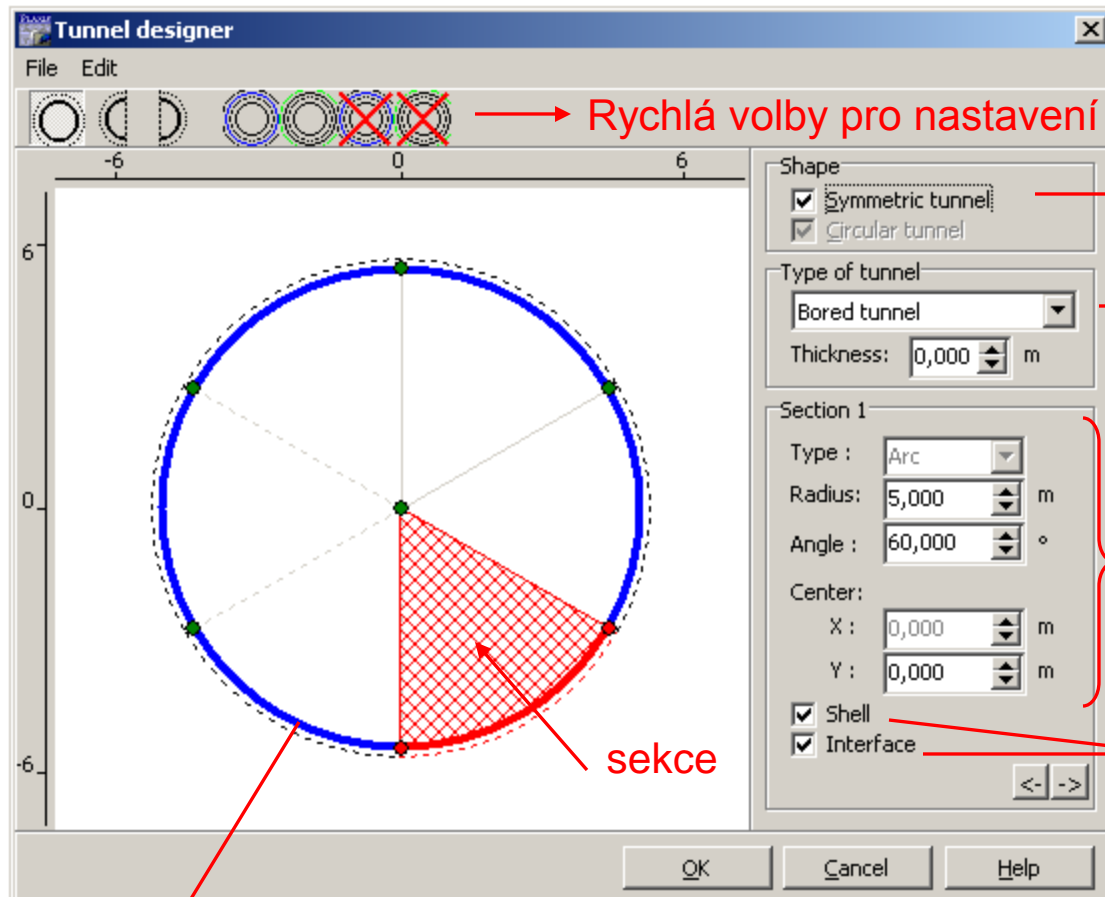 Tunnel designer
File Edit
Rychlá volby pro nastavení
-6 0 6
6
0
-6
sekce
Shape
Symmetric tunnel
Circular tunnel
Type of tunnel
Bored tunnel
Thickness: 0,000 m
Section 1
Type : Arc
Radius: 5,000 m
Angle : 60,000 °
Center:
X : 0,000 m
Y : 0,000 m
Shell
Interface
<- ->
OK Cancel Help